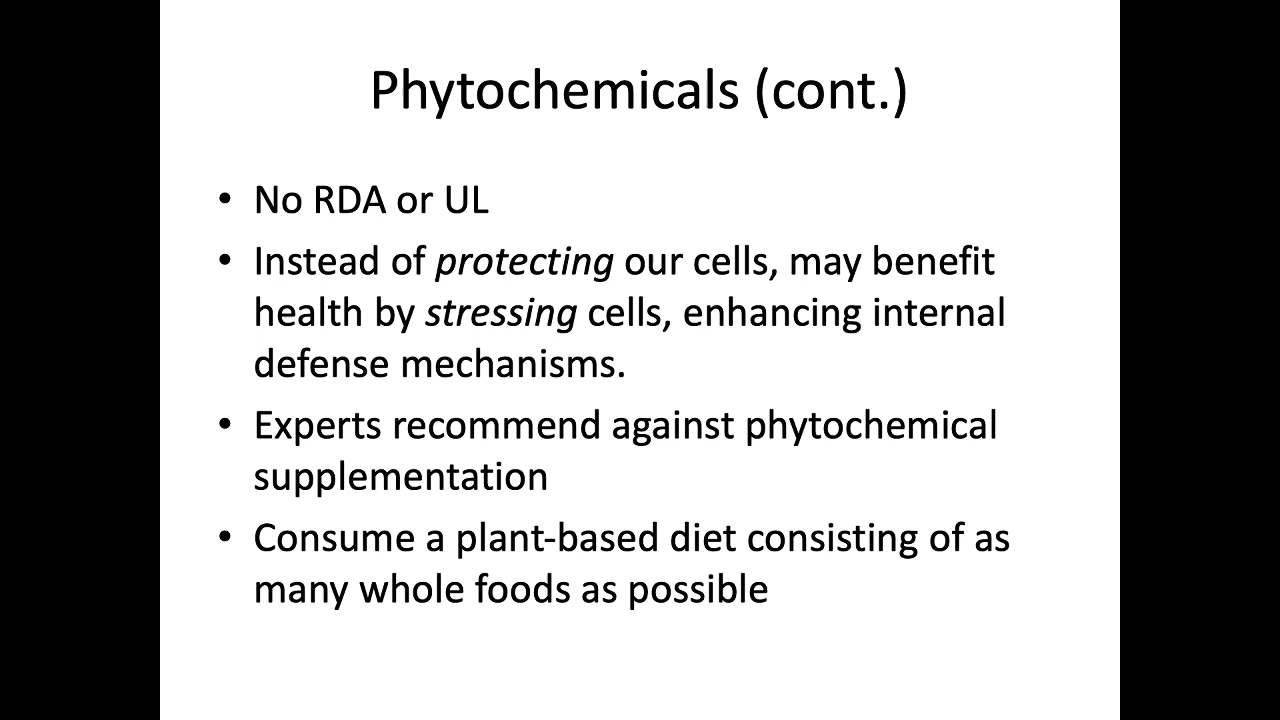 Phytochemicals (cont.)
• No RDA or UL
• Instead of protecting our cells, may benefit
health by stressing cells, enhancing internal
defense mechanisms.
• Experts recommend against phytochemical
supplementation
• Consume a plant-based diet consisting of as
many whole foods as possible